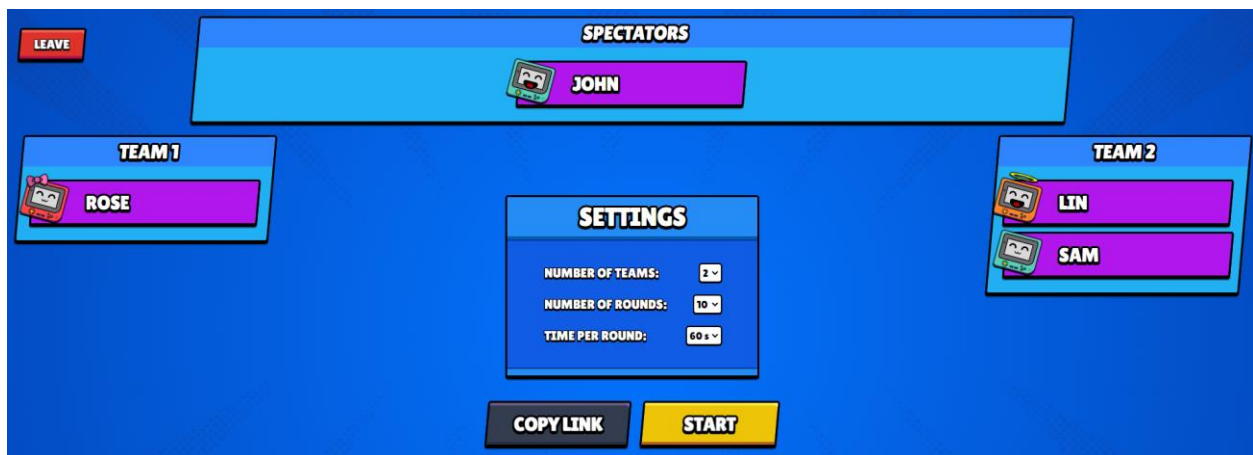 LEAVE
SPECTATORS
JOHN
TEAM 1
ROSE
TEAM 2
LIN
SAM
SETTINGS
NUMBER OF TEAMS: 2
NUMBER OF ROUNDS: 10
TIME PER ROUND: 60 s
COPY LINK
START